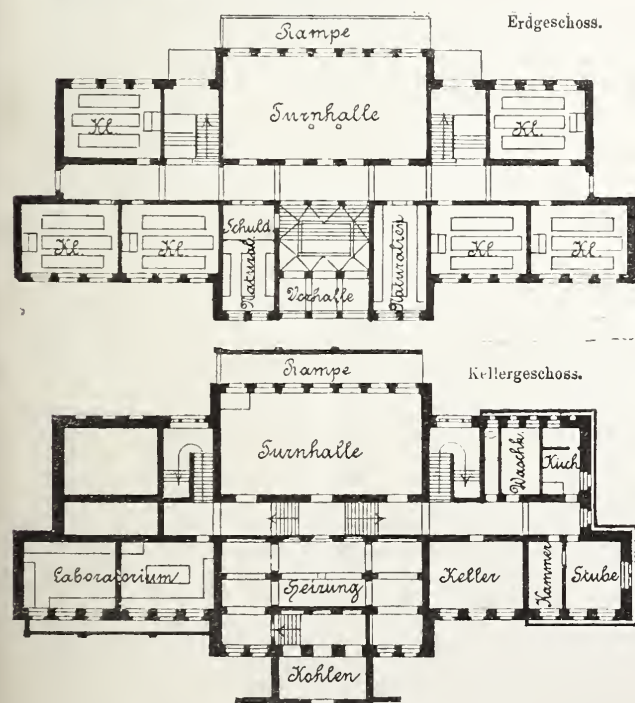 Erdgeschoss.
Rampe
Turnhalle
Kl.
Kl.
Kl.
Kl.
Schuld.
Natural.
Vorhalle
Naturalien
Kl.
Kl.
Kellergeschoss.
Rampe
Turnhalle
Waschk.
Küch
Laboratorium
Heizung
Keller
Kammer
Stube
Kohlen